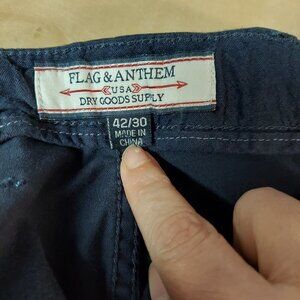 FLAG & ANTHEM
USA
DRY GOODS SUPPLY
42/30
MADE IN
CHINA